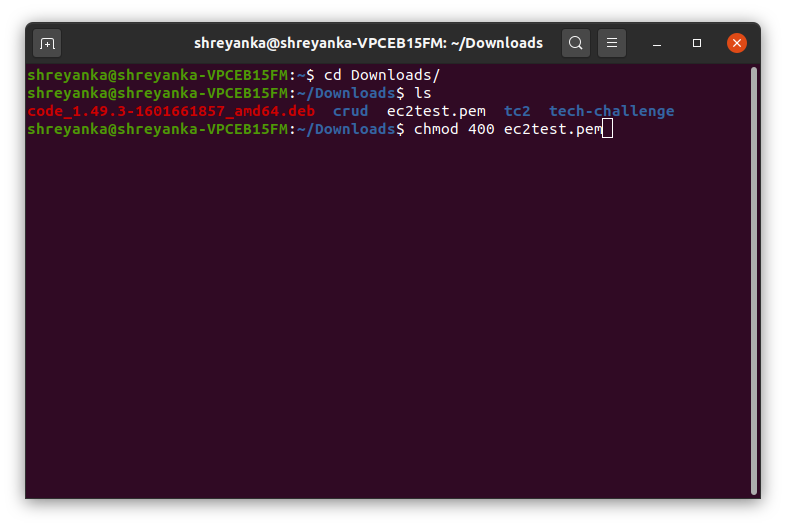 shreyanka@shreyanka-VPCEB15FM: ~/Downloads
shreyanka@shreyanka-VPCEB15FM:~$ cd Downloads/
shreyanka@shreyanka-VPCEB15FM:~/Downloads$ ls
code_1.49.3-1601661857_amd64.deb  crud  ec2test.pem  tc2  tech-challenge
shreyanka@shreyanka-VPCEB15FM:~/Downloads$ chmod 400 ec2test.pem